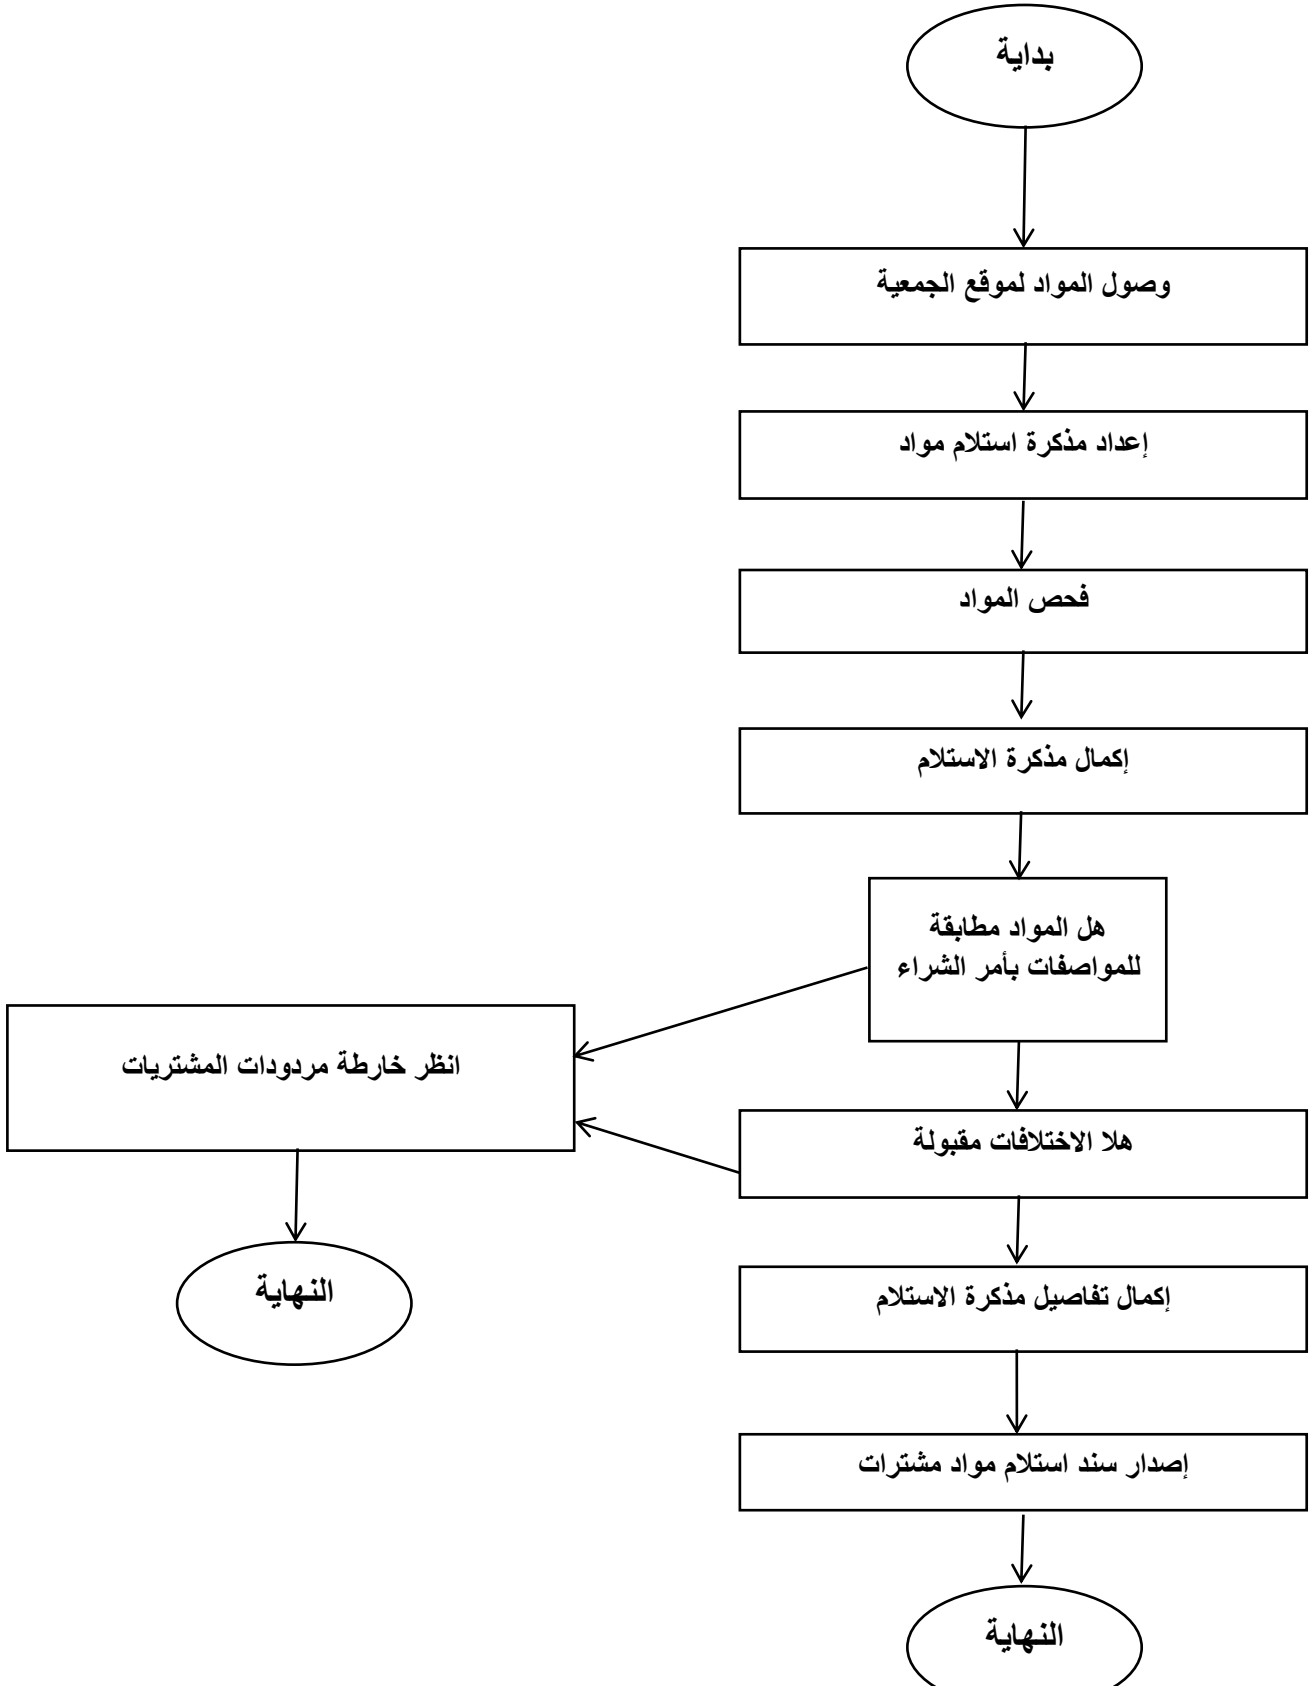 بداية
وصول المواد لموقع الجمعية
إعداد مذكرة استلام مواد
فحص المواد
إكمال مذكرة الاستلام
هل المواد مطابقة
للمواصفات بأمر الشراء
انظر خارطة مردودات المشتريات
هلا الاختلافات مقبولة
النهاية
إكمال تفاصيل مذكرة الاستلام
إصدار سند استلام مواد مشترات
النهاية